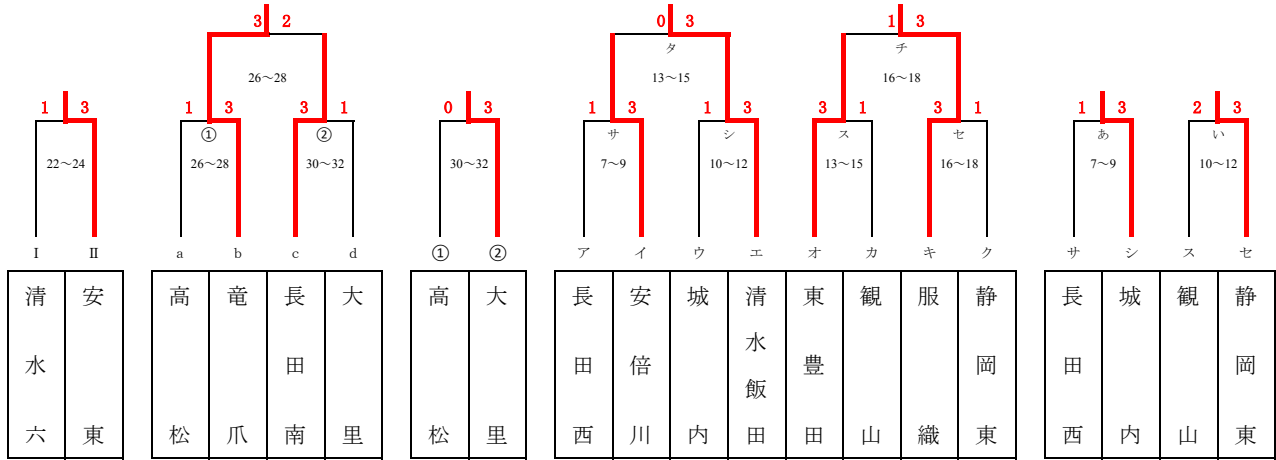 3 2
0 3
1 3
タ
チ
26～28
13～15
16～18
1 3
1 3
3 1
0 3
1 3
1 3
3 1
3 1
1 3
2 3
①
②
サ
シ
ス
セ
あ
い
22～24
26～28
30～32
30～32
7～9
10～12
13～15
16～18
7～9
10～12
Ⅰ
Ⅱ
a
b
c
d
①
②
ア
イ
ウ
エ
オ
カ
キ
ク
サ
シ
ス
セ
清水六
安東
高松
竜爪
長田南
大里
高松
大里
長田西
安倍川
城内
清水飯田
東豊田
観山
服織
静岡東
長田西
城内
観山
静岡東